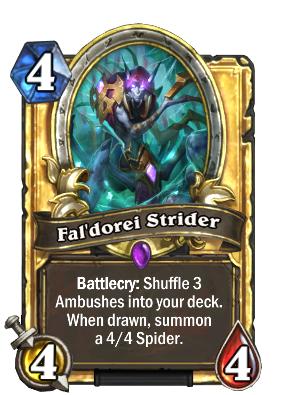 4
Fal'dorei Strider
Battlecry: Shuffle 3
Ambushes into your deck.
When drawn, summon
a 4/4 Spider.
4
4